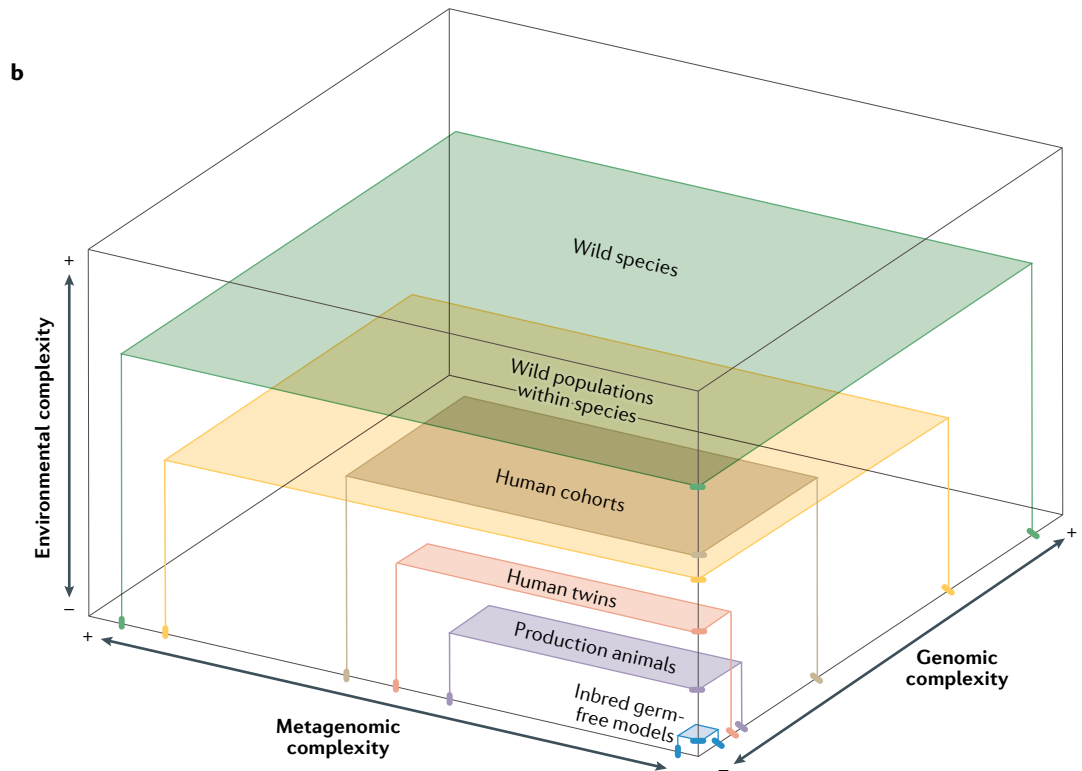 b
+
Environmental complexity
−
Wild species
Wild populations
within species
Human cohorts
Human twins
Production animals
Inbred germ-
free models
+
Metagenomic
complexity
−
Genomic
complexity
+